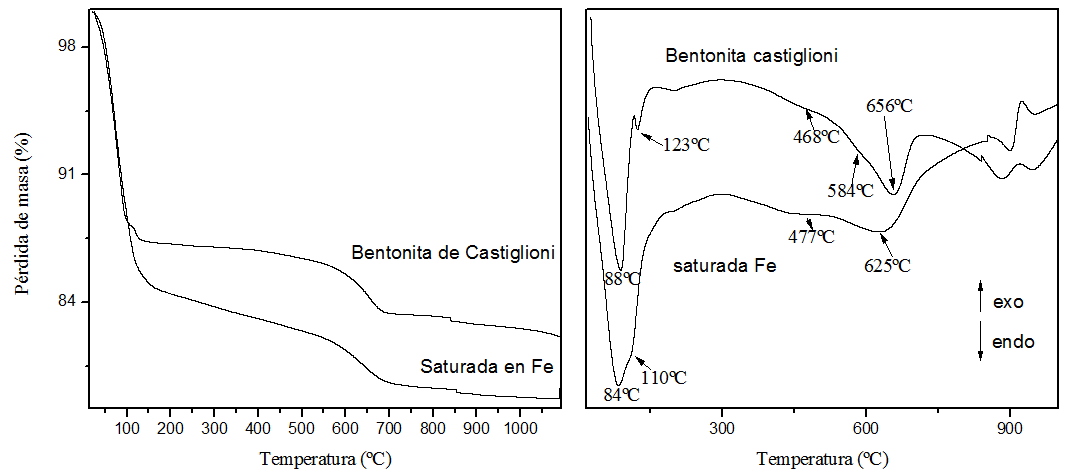 98
91
84
Pérdida de masa (%)
Bentonita de Castiglioni
Saturada en Fe
100 200 300 400 500 600 700 800 900 1000
Temperatura (ºC)
Bentonita castiglioni
123ºC
468ºC
656ºC
584ºC
88ºC
saturada Fe
477ºC
625ºC
110ºC
84ºC
exo
endo
300 600 900
Temperatura (ºC)